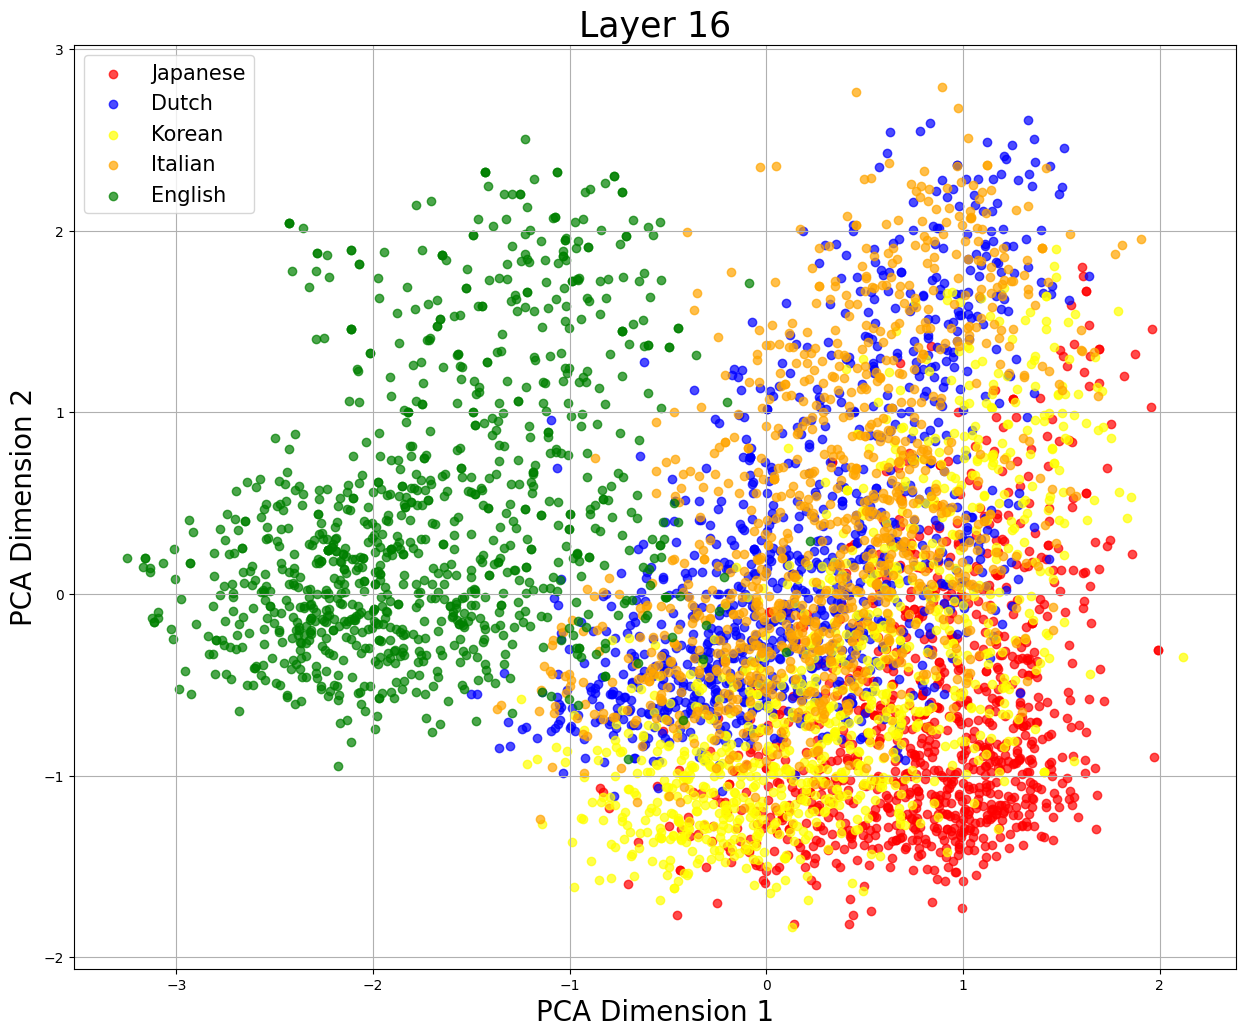 Layer 16
Japanese
Dutch
Korean
Italian
English
3
2
1
0
−1
−2
PCA Dimension 2
−3
−2
−1
0
1
2
PCA Dimension 1